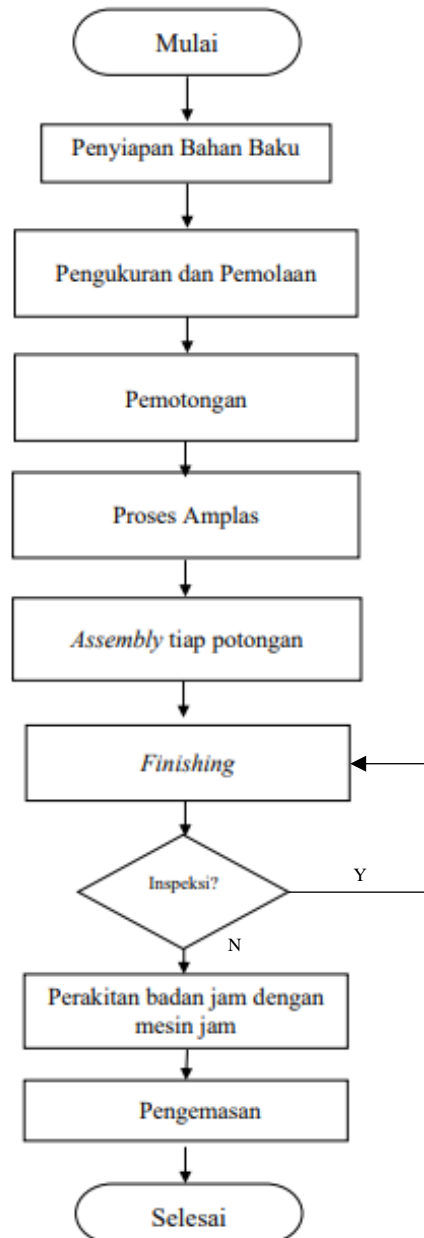 Mulai
Penyiapan Bahan Baku
Pengukuran dan Pemolaan
Pemotongan
Proses Amplas
Assembly tiap potongan
Finishing
Inspeksi?
Y
N
Perakitan badan jam dengan
mesin jam
Pengemasan
Selesai